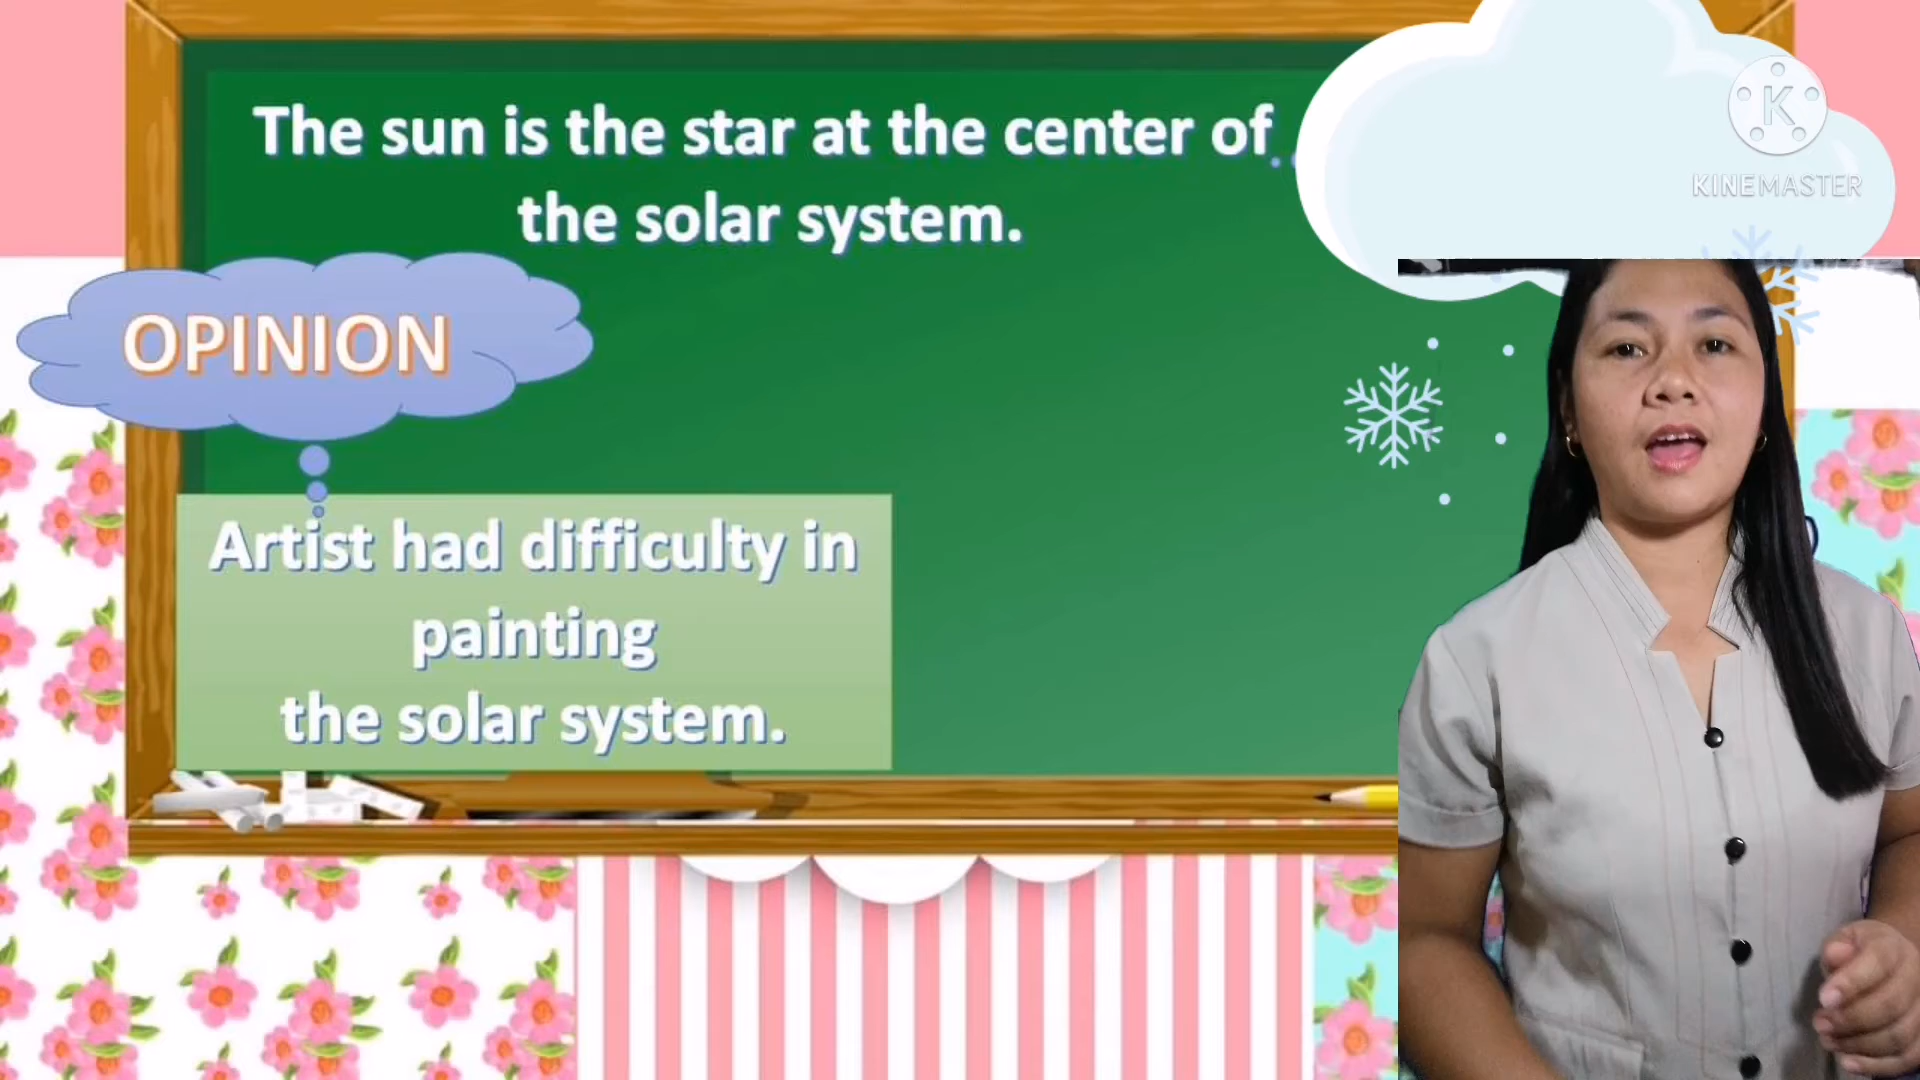 The sun is the star at the center of
the solar system.
OPINION
Artist had difficulty in
painting
the solar system.
K
KINEMASTER